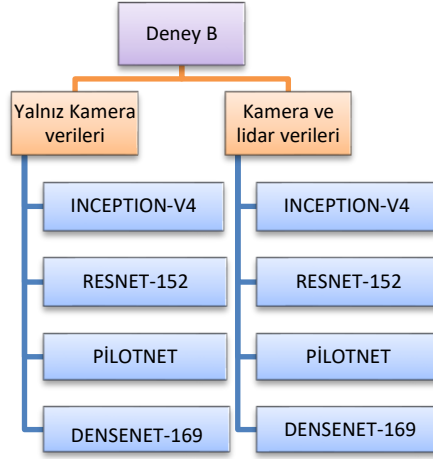 Deney B
Yalnız Kamera
verileri
INCEPTION-V4
RESNET-152
PİLOTNET
DENSENET-169
Kamera ve
lidar verileri
INCEPTION-V4
RESNET-152
PİLOTNET
DENSENET-169